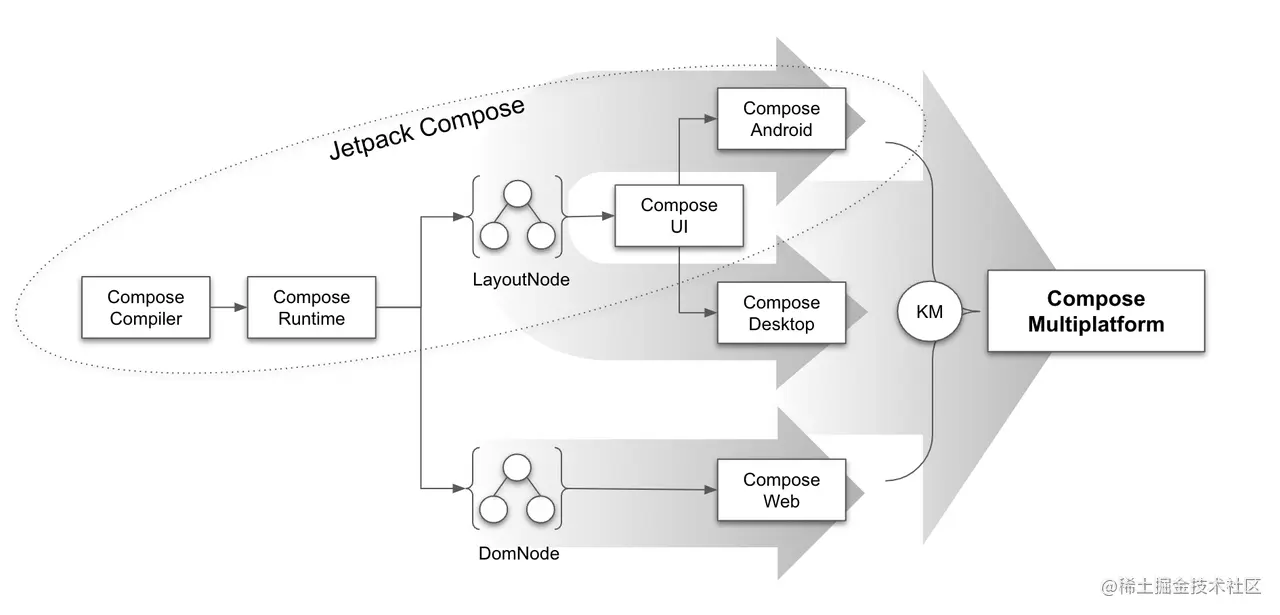 Jetpack Compose
Compose
Android
Compose
UI
LayoutNode
Compose
Compiler
Compose
Runtime
Compose
Desktop
KM
Compose
Multiplatform
Compose
Web
DomNode
@稀土掘金技术社区